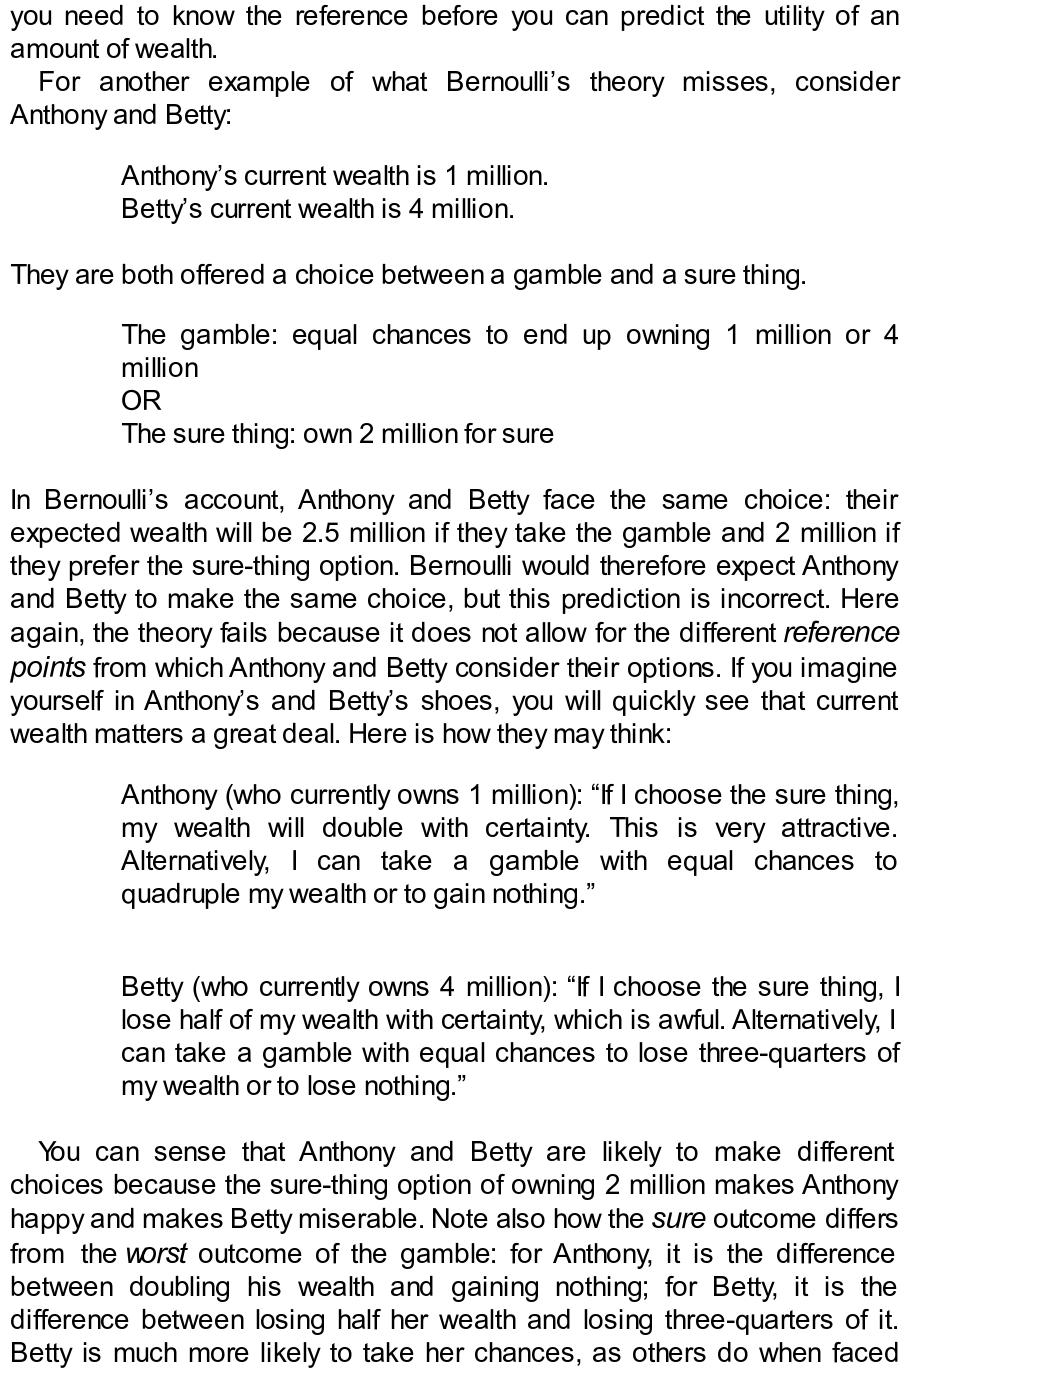 you need to know the reference before you can predict the utility of an
amount of wealth.
For another example of what Bernoulli’s theory misses, consider
Anthony and Betty:
Anthony’s current wealth is 1 million.
Betty’s current wealth is 4 million.
They are both offered a choice between a gamble and a sure thing.
The gamble: equal chances to end up owning 1 million or 4
million
OR
The sure thing: own 2 million for sure
In Bernoulli’s account, Anthony and Betty face the same choice: their
expected wealth will be 2.5 million if they take the gamble and 2 million if
they prefer the sure-thing option. Bernoulli would therefore expect Anthony
and Betty to make the same choice, but this prediction is incorrect. Here
again, the theory fails because it does not allow for the different reference
points from which Anthony and Betty consider their options. If you imagine
yourself in Anthony’s and Betty’s shoes, you will quickly see that current
wealth matters a great deal. Here is how they may think:
Anthony (who currently owns 1 million): “If I choose the sure thing,
my wealth will double with certainty. This is very attractive.
Alternatively, I can take a gamble with equal chances to
quadruple my wealth or to gain nothing.”
Betty (who currently owns 4 million): “If I choose the sure thing, I
lose half of my wealth with certainty, which is awful. Alternatively, I
can take a gamble with equal chances to lose three-quarters of
my wealth or to lose nothing.”
You can sense that Anthony and Betty are likely to make different
choices because the sure-thing option of owning 2 million makes Anthony
happy and makes Betty miserable. Note also how the sure outcome differs
from the worst outcome of the gamble: for Anthony, it is the difference
between doubling his wealth and gaining nothing; for Betty, it is the
difference between losing half her wealth and losing three-quarters of it.
Betty is much more likely to take her chances, as others do when faced